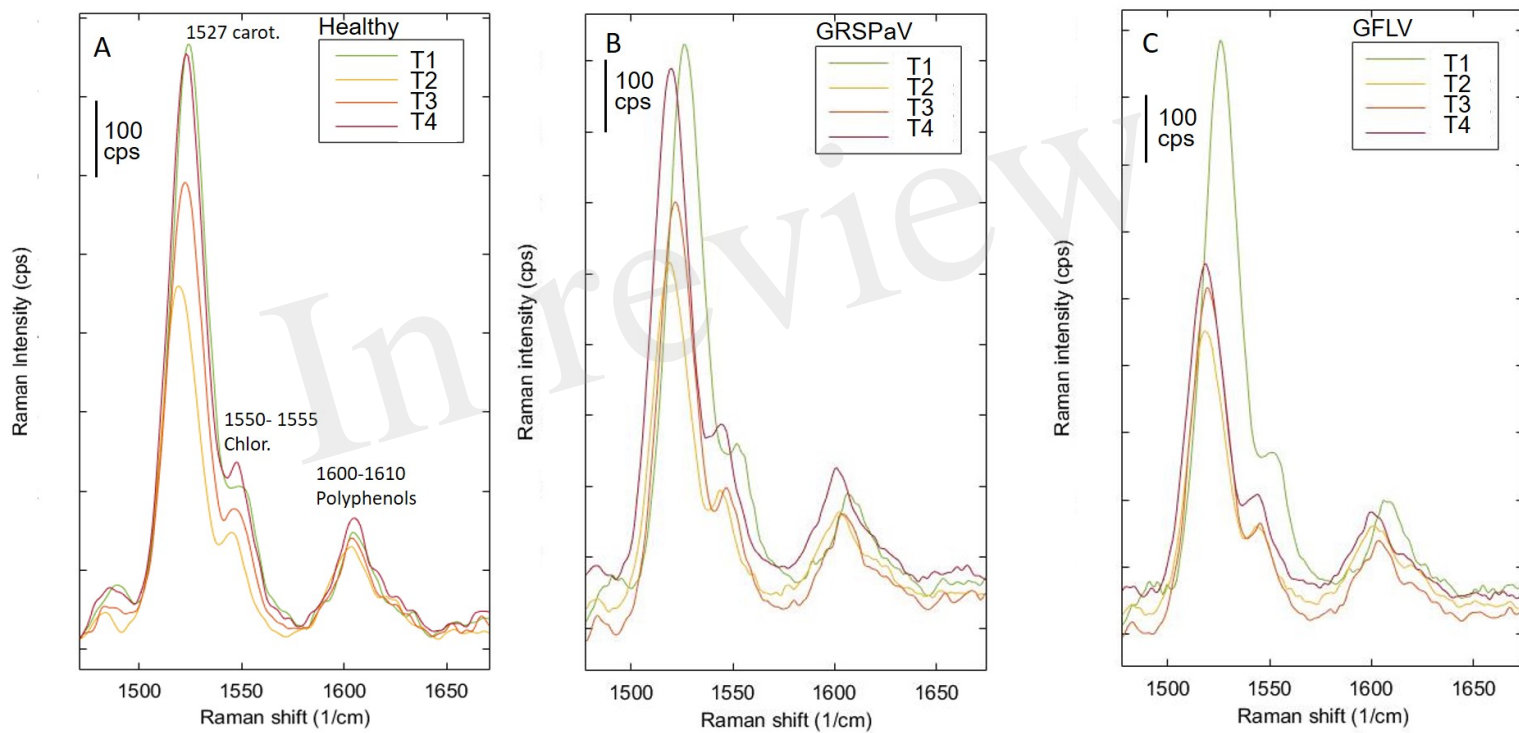 A
1527 carot.
Healthy
T1
T2
T3
T4
100
cps
1550- 1555
Chlor.
1600-1610
Polyphenols
Raman Intensity (cps)
1500
1550
1600
1650
Raman shift (1/cm)
B
GRSPaV
T1
T2
T3
T4
100
cps
Raman intensity (cps)
1500
1550
1600
1650
Raman shift (1/cm)
C
GFLV
T1
T2
T3
T4
100
cps
Raman intensity (cps)
1500
1550
1600
1650
Raman shift (1/cm)
In review